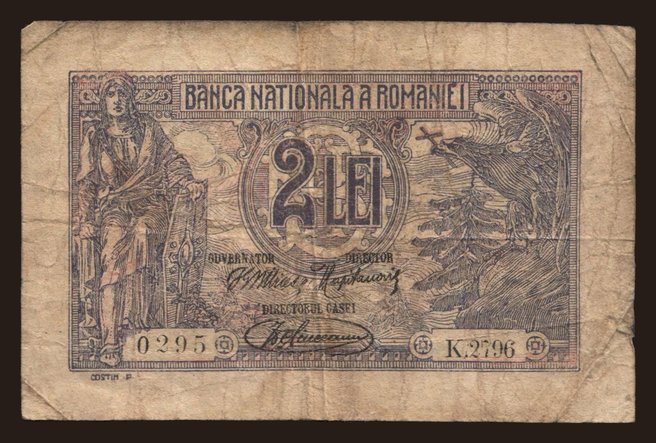 BANCA NATIONALA A ROMANIEI
2 LEI
GUVERNATOR DIRECTOR
DIRECTORUL CASEI
0295 K.2796
COSTIN P.